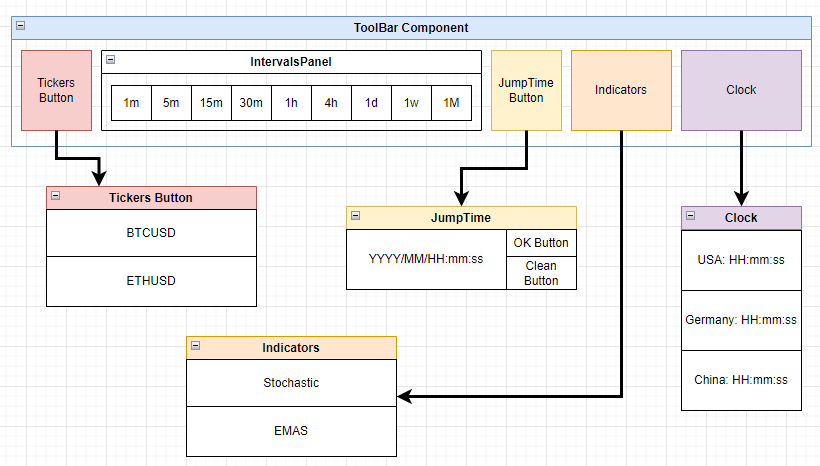 ToolBar Component
Tickers
Button
IntervalsPanel
1m 5m 15m 30m 1h 4h 1d 1w 1M
JumpTime
Button
Indicators
Clock
Tickers Button
BTCUSD
ETHUSD
JumpTime
YYYY/MM/HH:mm:ss
OK Button
Clean
Button
Clock
USA: HH:mm:ss
Germany: HH:mm:ss
China: HH:mm:ss
Indicators
Stochastic
EMAS